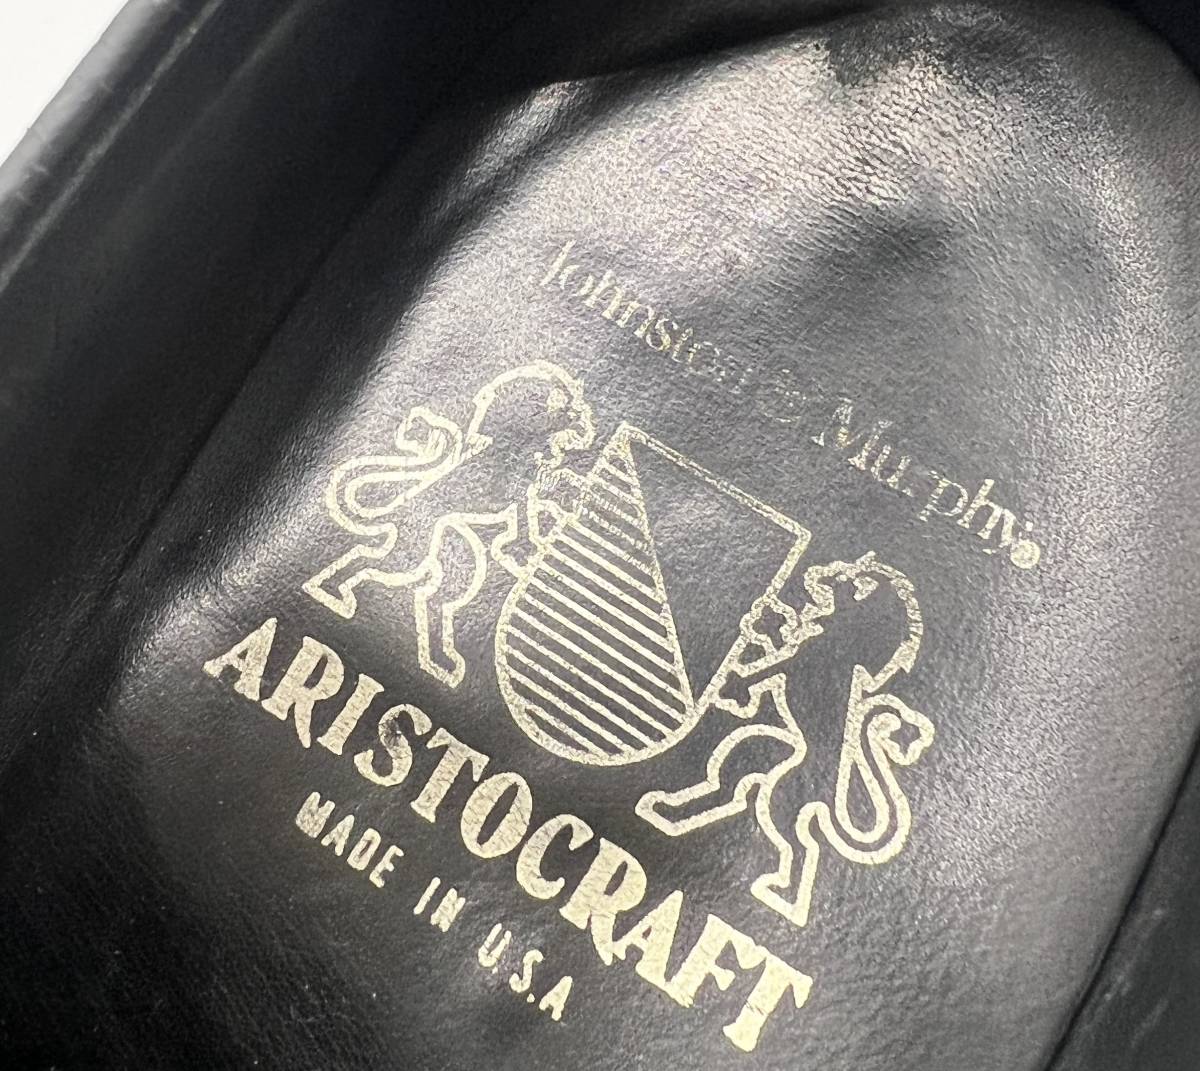 Johnston & Murphy®
ARISTOCRAFT
MADE IN U.S.A